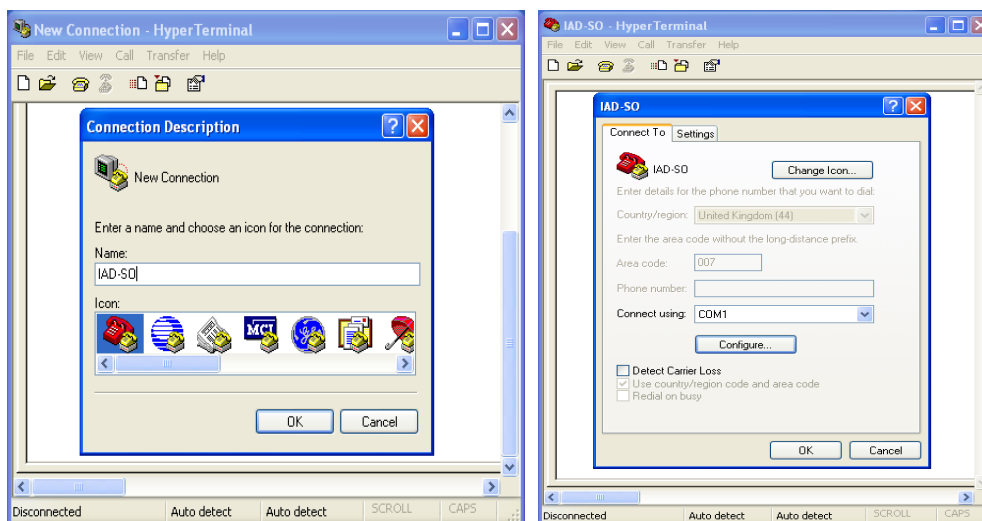 New Connection - HyperTerminal
File Edit View Call Transfer Help
Connection Description
New Connection
Enter a name and choose an icon for the connection:
Name:
IAD-SO
Icon:
MCI
OK Cancel
Disconnected Auto detect Auto detect SCROLL CAPS
IAD-SO - HyperTerminal
File Edit View Call Transfer Help
IAD-SO
Connect To Settings
IAD-SO Change Icon...
Enter details for the phone number that you want to dial:
Country/region: United Kingdom (44)
Enter the area code without the long-distance prefix.
Area code: 007
Phone number:
Connect using: COM1
Configure...
Detect Carrier Loss
Use country/region code and area code
Redial on busy
OK Cancel
Disconnected Auto detect Auto detect SCROLL CAPS